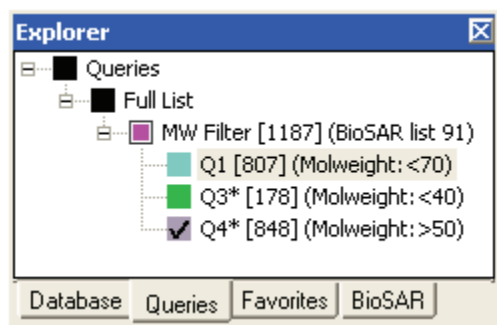 Explorer
Queries
Full List
MW Filter [1187] (BioSAR list 91)
Q1 [807] (Molweight:<70)
Q3* [178] (Molweight:<40)
Q4* [848] (Molweight:>50)
Database Queries Favorites BioSAR